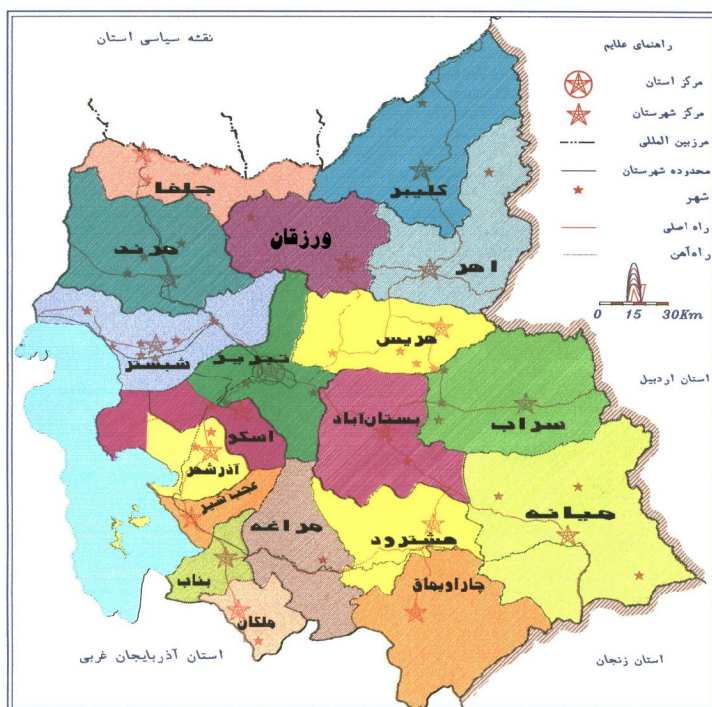 نقشه سیاسی استان
راهنمای علایم
مرکز استان
مرکز شهرستان
مرزبین المللی
محدوده شهرستان
شهر
راه اصلی
راه‌آهن
0 15 30Km
کلیبر
جلفا
ورزقان
اهر
مرند
هریس
تبریز
شبستر
استان اردبیل
سراب
بستان‌آباد
اسکو
آذرشهر
عجب شیر
میانه
مراغه
هشترود
بناب
چاراویماق
ملکان
استان آذربایجان غربی
استان زنجان